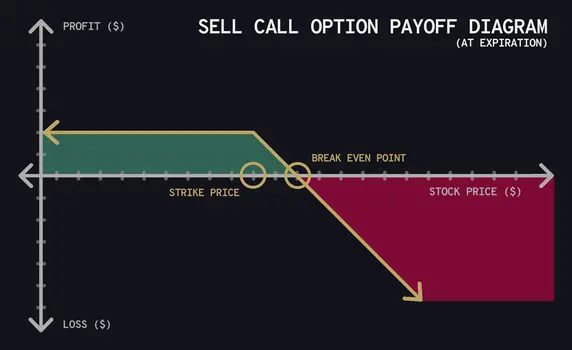 PROFIT ($)
SELL CALL OPTION PAYOFF DIAGRAM
(AT EXPIRATION)
BREAK EVEN POINT
STRIKE PRICE
STOCK PRICE ($)
LOSS ($)